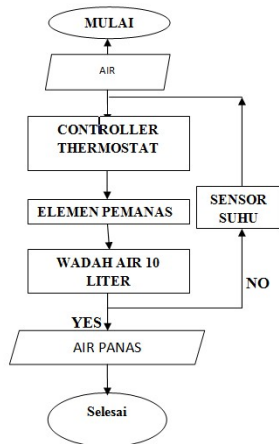 MULAI
AIR
CONTROLLER
THERMOSTAT
ELEMEN PEMANAS
SENSOR
SUHU
WADAH AIR 10
LITER
NO
YES
AIR PANAS
Selesai